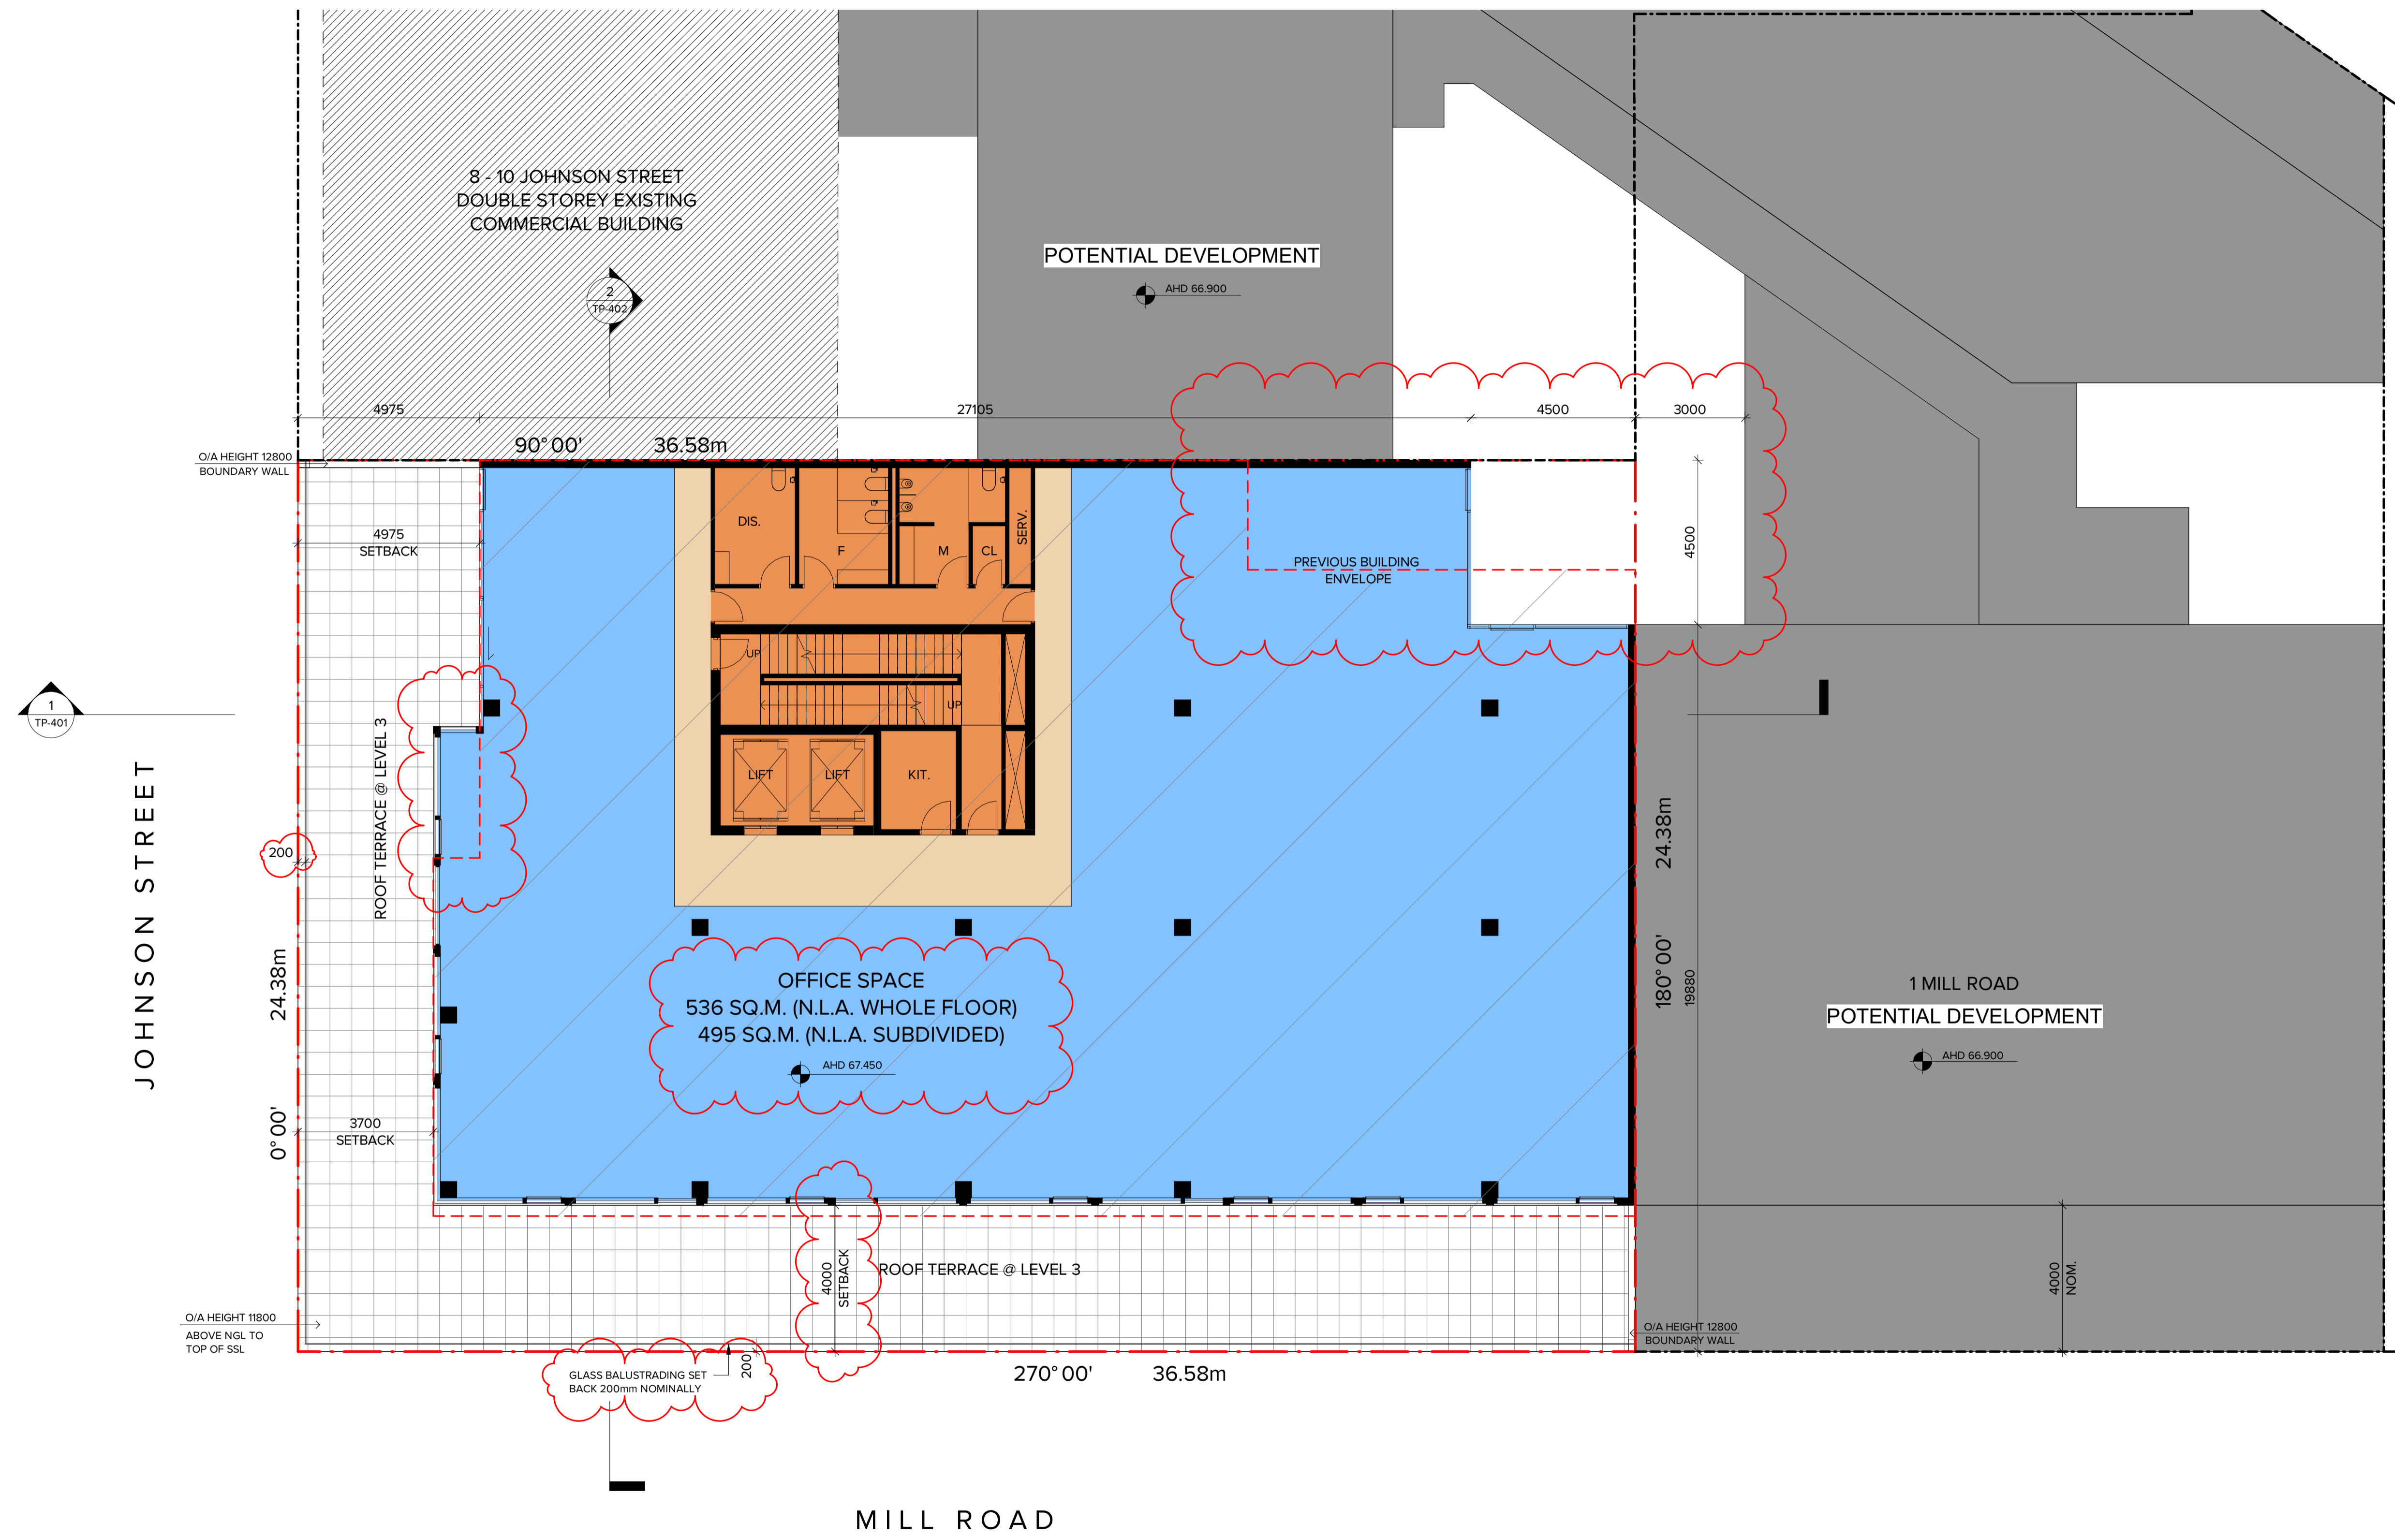 8 - 10 JOHNSON STREET
DOUBLE STOREY EXISTING
COMMERCIAL BUILDING
2
TP-402
POTENTIAL DEVELOPMENT
AHD 66.900
4975
27105
4500
3000
90° 00'
36.58m
O/A HEIGHT 12800
BOUNDARY WALL
4975
SETBACK
DIS.
F
M
CL
SERV.
4500
PREVIOUS BUILDING
ENVELOPE
UP
UP
1
TP-401
LIFT
LIFT
KIT.
ROOF TERRACE @ LEVEL 3
200
JOHNSON STREET
24.38m
0° 00'
24.38m
180° 00'
19880
OFFICE SPACE
536 SQ.M. (N.L.A. WHOLE FLOOR)
495 SQ.M. (N.L.A. SUBDIVIDED)
AHD 67.450
1 MILL ROAD
POTENTIAL DEVELOPMENT
AHD 66.900
3700
SETBACK
4000
SETBACK
ROOF TERRACE @ LEVEL 3
4000
NOM.
O/A HEIGHT 11800
ABOVE NGL TO
TOP OF SSL
O/A HEIGHT 12800
BOUNDARY WALL
GLASS BALUSTRADING SET
BACK 200mm NOMINALLY
200
270° 00'
36.58m
MILL ROAD